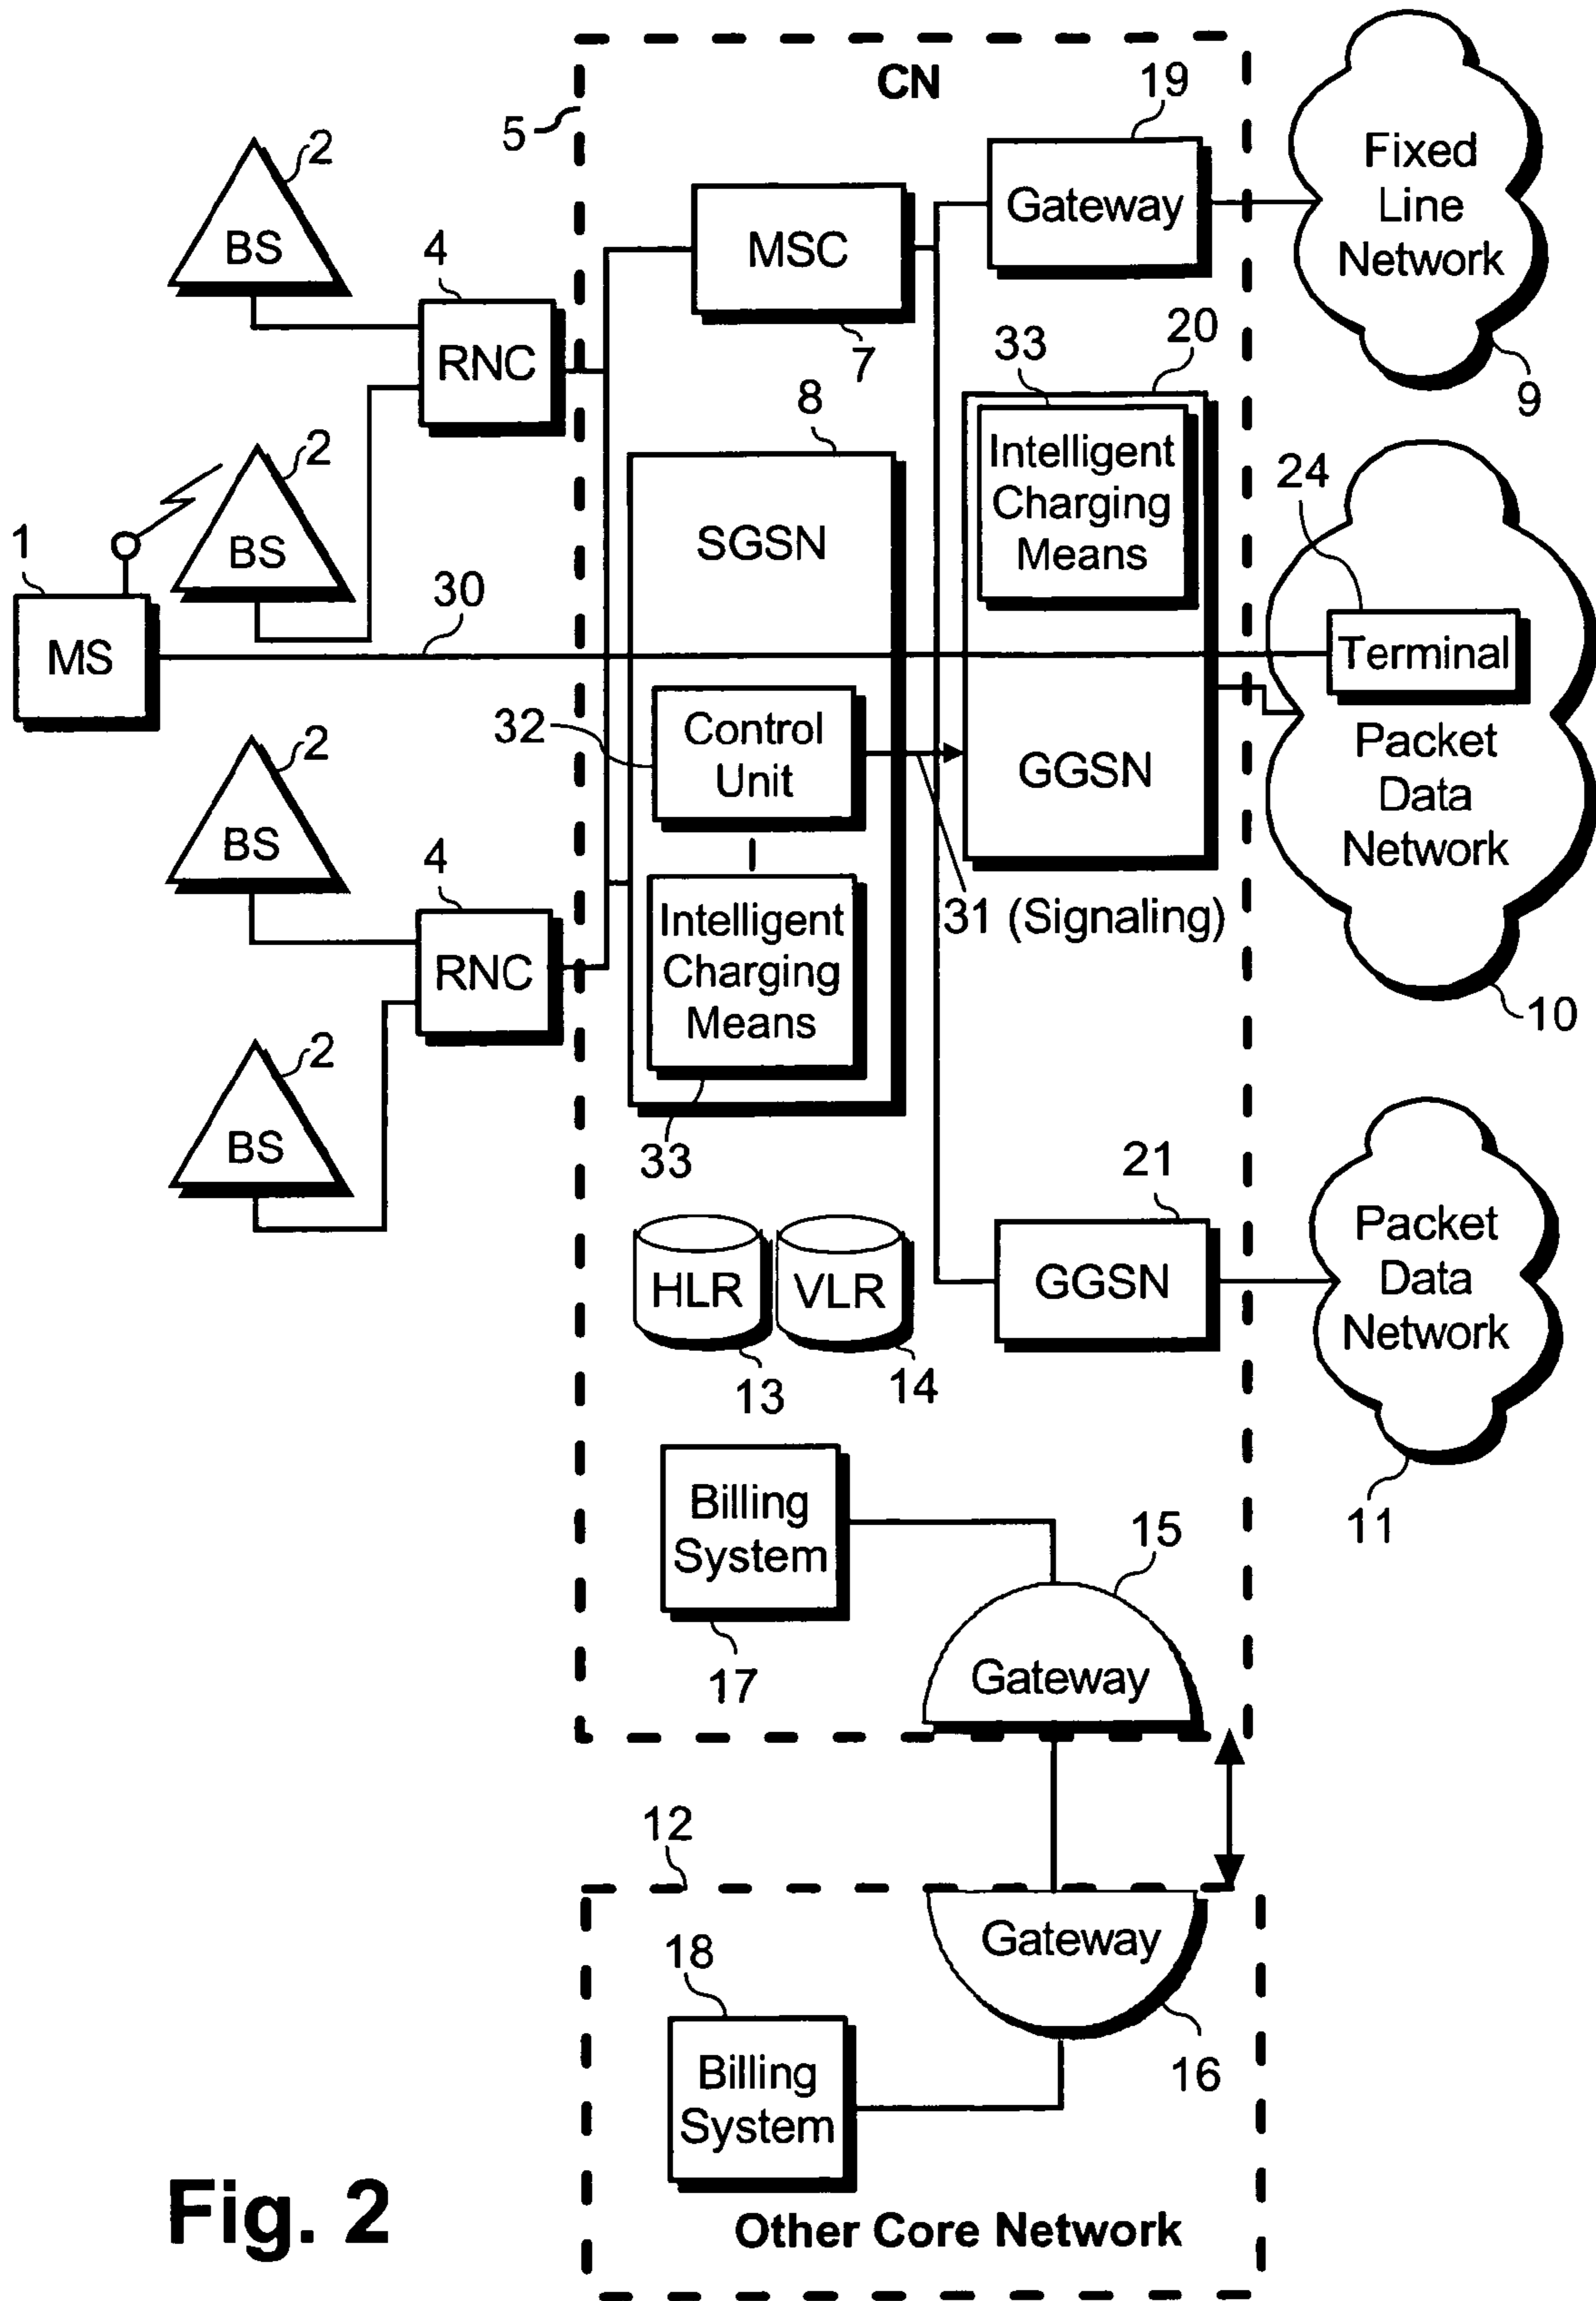 CN
19
5
2
BS
4
RNC
MSC
7
Gateway
Fixed
Line
Network
9
20
33
8
SGSN
Intelligent
Charging
Means
24
2
BS
1
MS
30
Terminal
Packet
Data
Network
10
32
Control
Unit
GGSN
31 (Signaling)
2
BS
4
RNC
Intelligent
Charging
Means
33
2
BS
21
GGSN
Packet
Data
Network
11
HLR
VLR
13
14
Billing
System
17
15
Gateway
12
Gateway
16
18
Billing
System
Other Core Network
Fig. 2